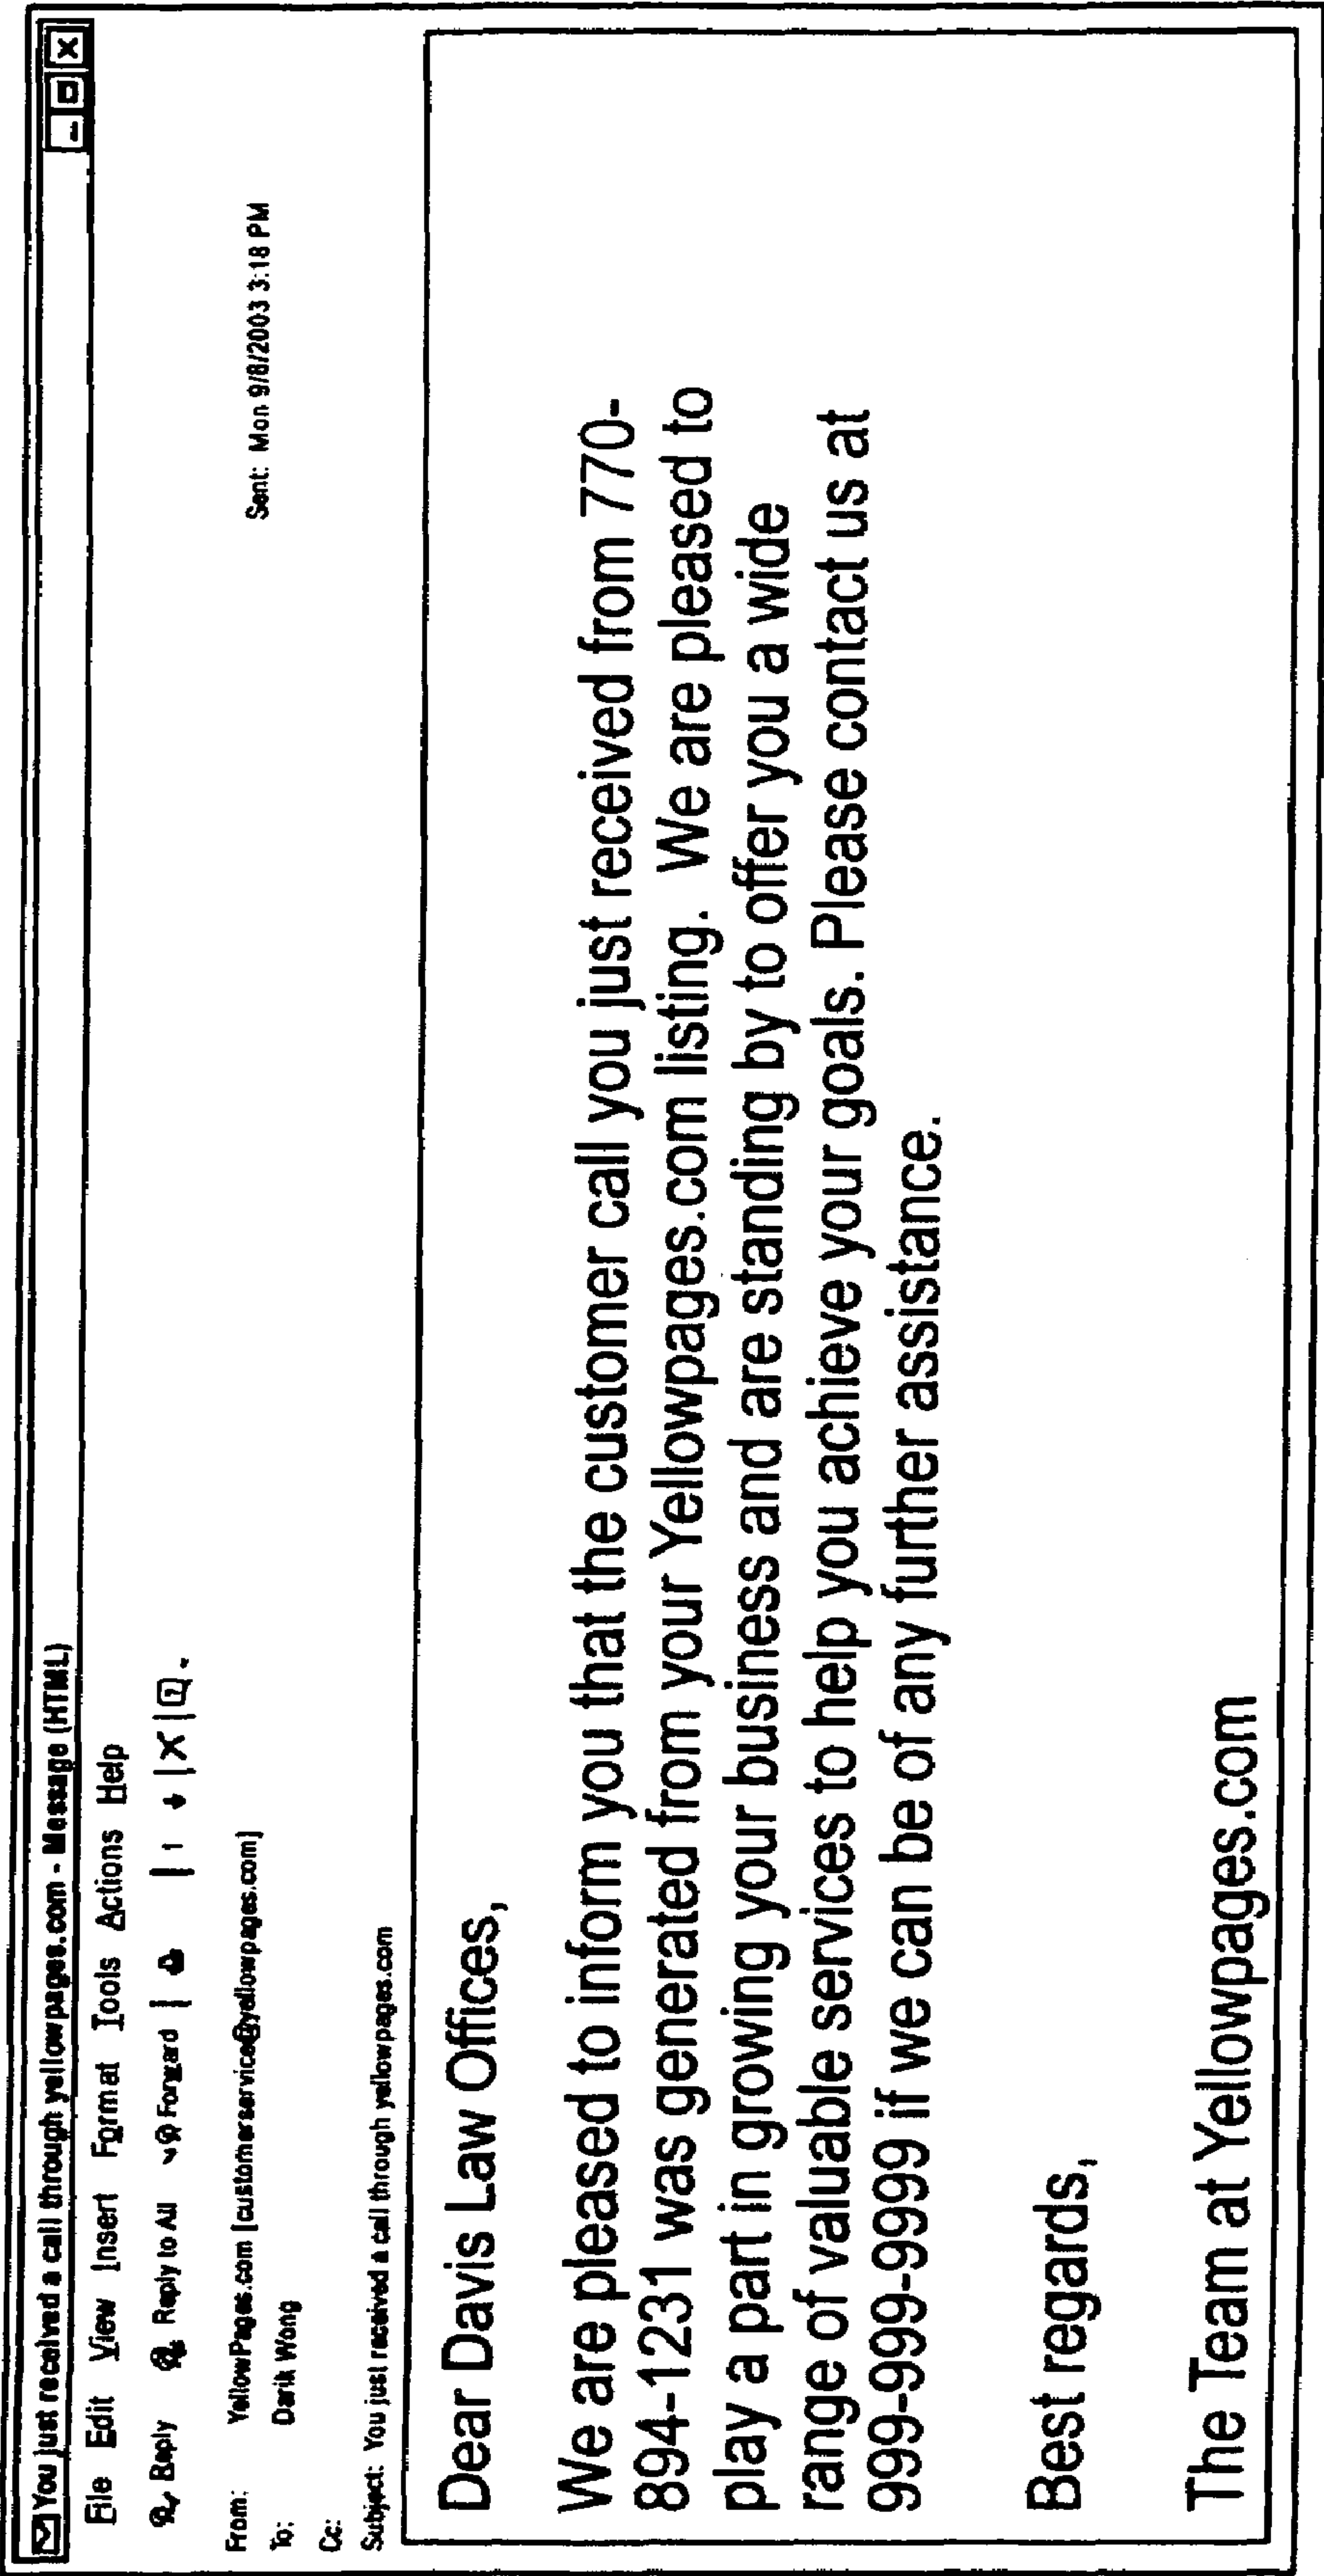 You just received a call through yellowpages.com - Message (HTML)
File Edit View Insert Format Tools Actions Help
Reply Reply to All Forward
From: YellowPages.com [customerservice@yellowpages.com]
Sent: Mon 9/8/2003 3:18 PM
To: Darik Wong
Cc:
Subject: You just received a call through yellowpages.com
Dear Davis Law Offices,
We are pleased to inform you that the customer call you just received from 770-
894-1231 was generated from your Yellowpages.com listing. We are pleased to
play a part in growing your business and are standing by to offer you a wide
range of valuable services to help you achieve your goals. Please contact us at
999-999-9999 if we can be of any further assistance.
Best regards,
The Team at Yellowpages.com